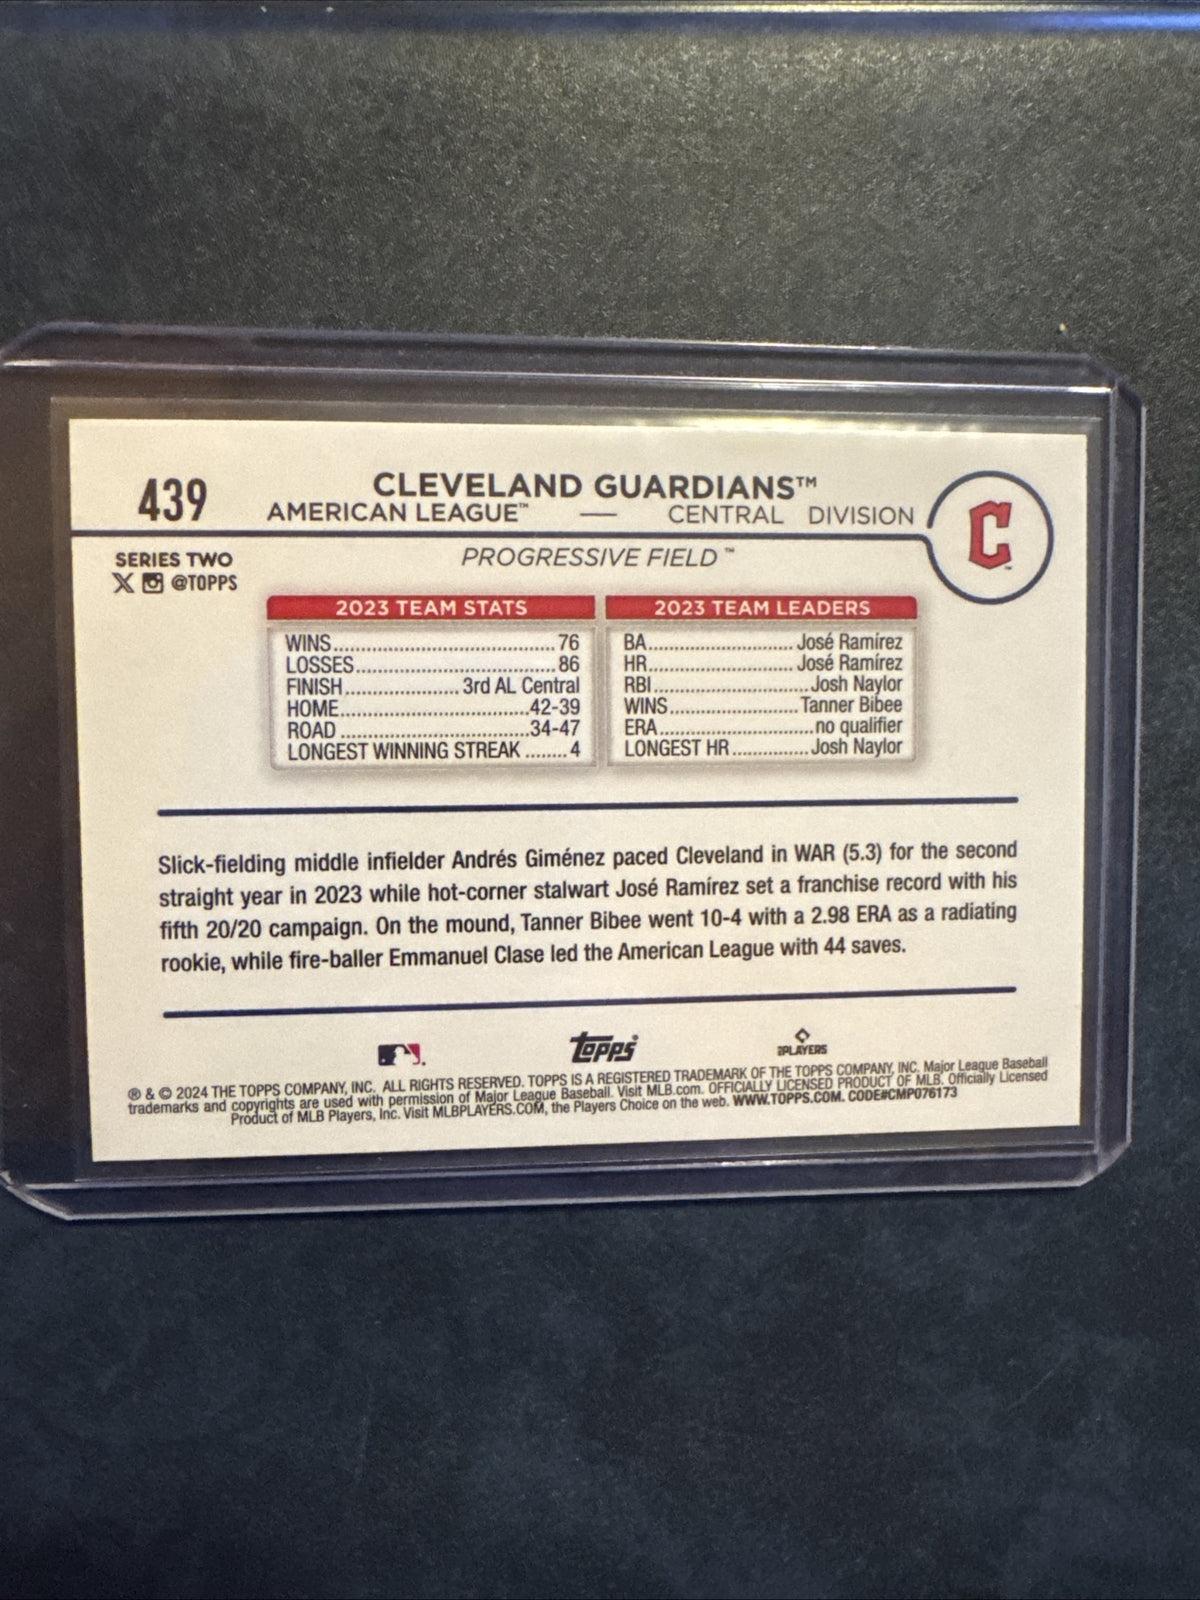 439
CLEVELAND GUARDIANS™
AMERICAN LEAGUE™ — CENTRAL DIVISION
C
SERIES TWO
X @TOPPS
PROGRESSIVE FIELD™
2023 TEAM STATS
WINS..................................76
LOSSES...............................86
FINISH..................3rd AL Central
HOME.............................42-39
ROAD.............................34-47
LONGEST WINNING STREAK........4
2023 TEAM LEADERS
BA.........................José Ramírez
HR.........................José Ramírez
RBI...........................Josh Naylor
WINS......................Tanner Bibee
ERA...........................no qualifier
LONGEST HR.............Josh Naylor
Slick-fielding middle infielder Andrés Giménez paced Cleveland in WAR (5.3) for the second
straight year in 2023 while hot-corner stalwart José Ramírez set a franchise record with his
fifth 20/20 campaign. On the mound, Tanner Bibee went 10-4 with a 2.98 ERA as a radiating
rookie, while fire-baller Emmanuel Clase led the American League with 44 saves.
topps® PLAYERS
® & © 2024 THE TOPPS COMPANY, INC. ALL RIGHTS RESERVED. TOPPS IS A REGISTERED TRADEMARK OF THE TOPPS COMPANY, INC. Major League Baseball
trademarks and copyrights are used with permission of Major League Baseball. Visit MLB.com. OFFICIALLY LICENSED PRODUCT OF MLB. Officially Licensed
Product of MLB Players, Inc. Visit MLBPLAYERS.COM, the Players Choice on the web. WWW.TOPPS.COM. CODE#CMP076173